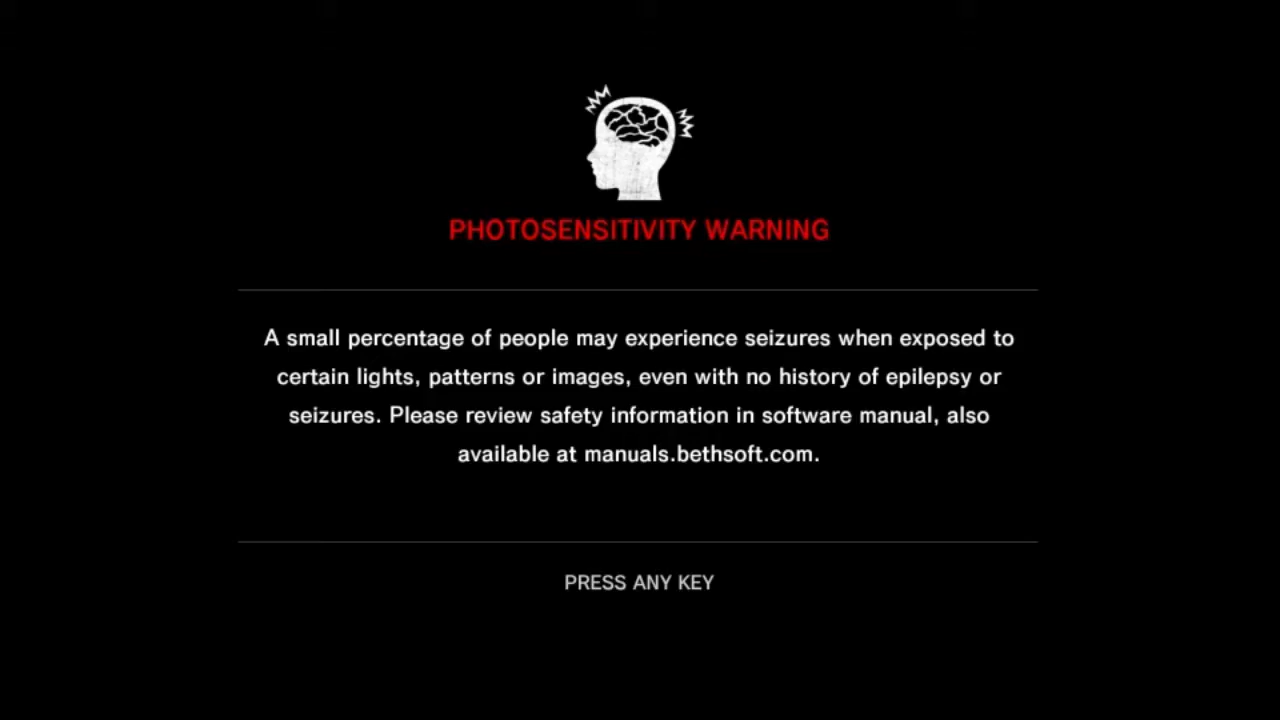 PHOTOSENSITIVITY WARNING
A small percentage of people may experience seizures when exposed to
certain lights, patterns or images, even with no history of epilepsy or
seizures. Please review safety information in software manual, also
available at manuals.bethsoft.com.
PRESS ANY KEY